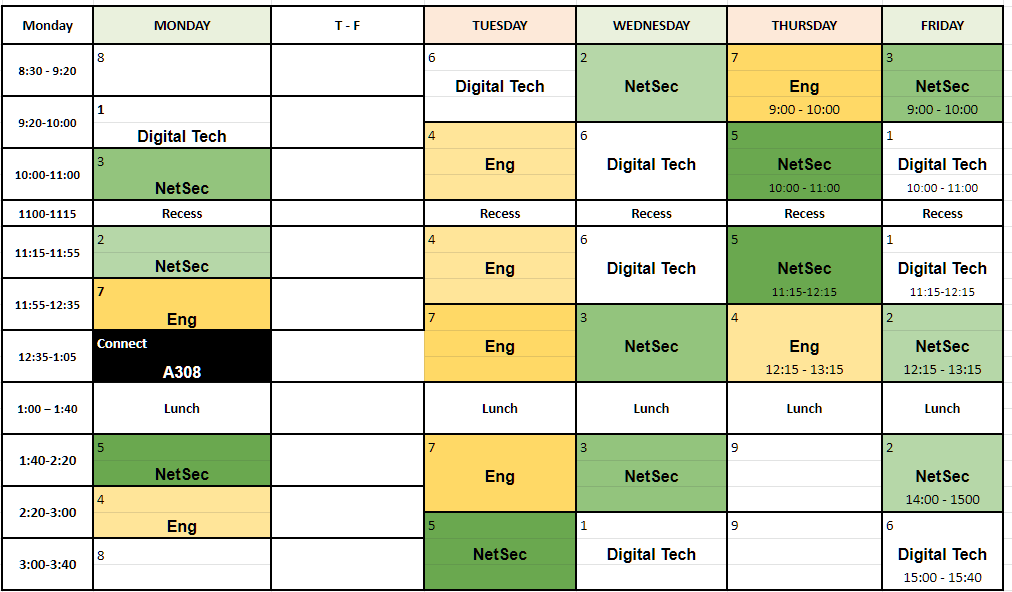 Monday MONDAY T - F TUESDAY WEDNESDAY THURSDAY FRIDAY
8:30 - 9:20 8 6 2 7 3
Digital Tech NetSec Eng NetSec
9:00 - 10:00 9:00 - 10:00
9:20-10:00 1 4 6 5 1
Digital Tech Eng Digital Tech NetSec Digital Tech
10:00 - 11:00 10:00 - 11:00
10:00-11:00 3
NetSec
1100-1115 Recess Recess Recess Recess Recess
11:15-11:55 2 4 6 5 1
NetSec Eng Digital Tech NetSec Digital Tech
11:15-12:15 11:15-12:15
11:55-12:35 7 7 3 4 2
Eng Eng NetSec Eng NetSec
12:15 - 13:15 12:15 - 13:15
12:35-1:05 Connect
A308
1:00 – 1:40 Lunch Lunch Lunch Lunch Lunch
1:40-2:20 5 7 3 9 2
NetSec Eng NetSec NetSec
14:00 - 1500
2:20-3:00 4 5 1 9 6
Eng NetSec Digital Tech Digital Tech
15:00 - 15:40
3:00-3:40 8